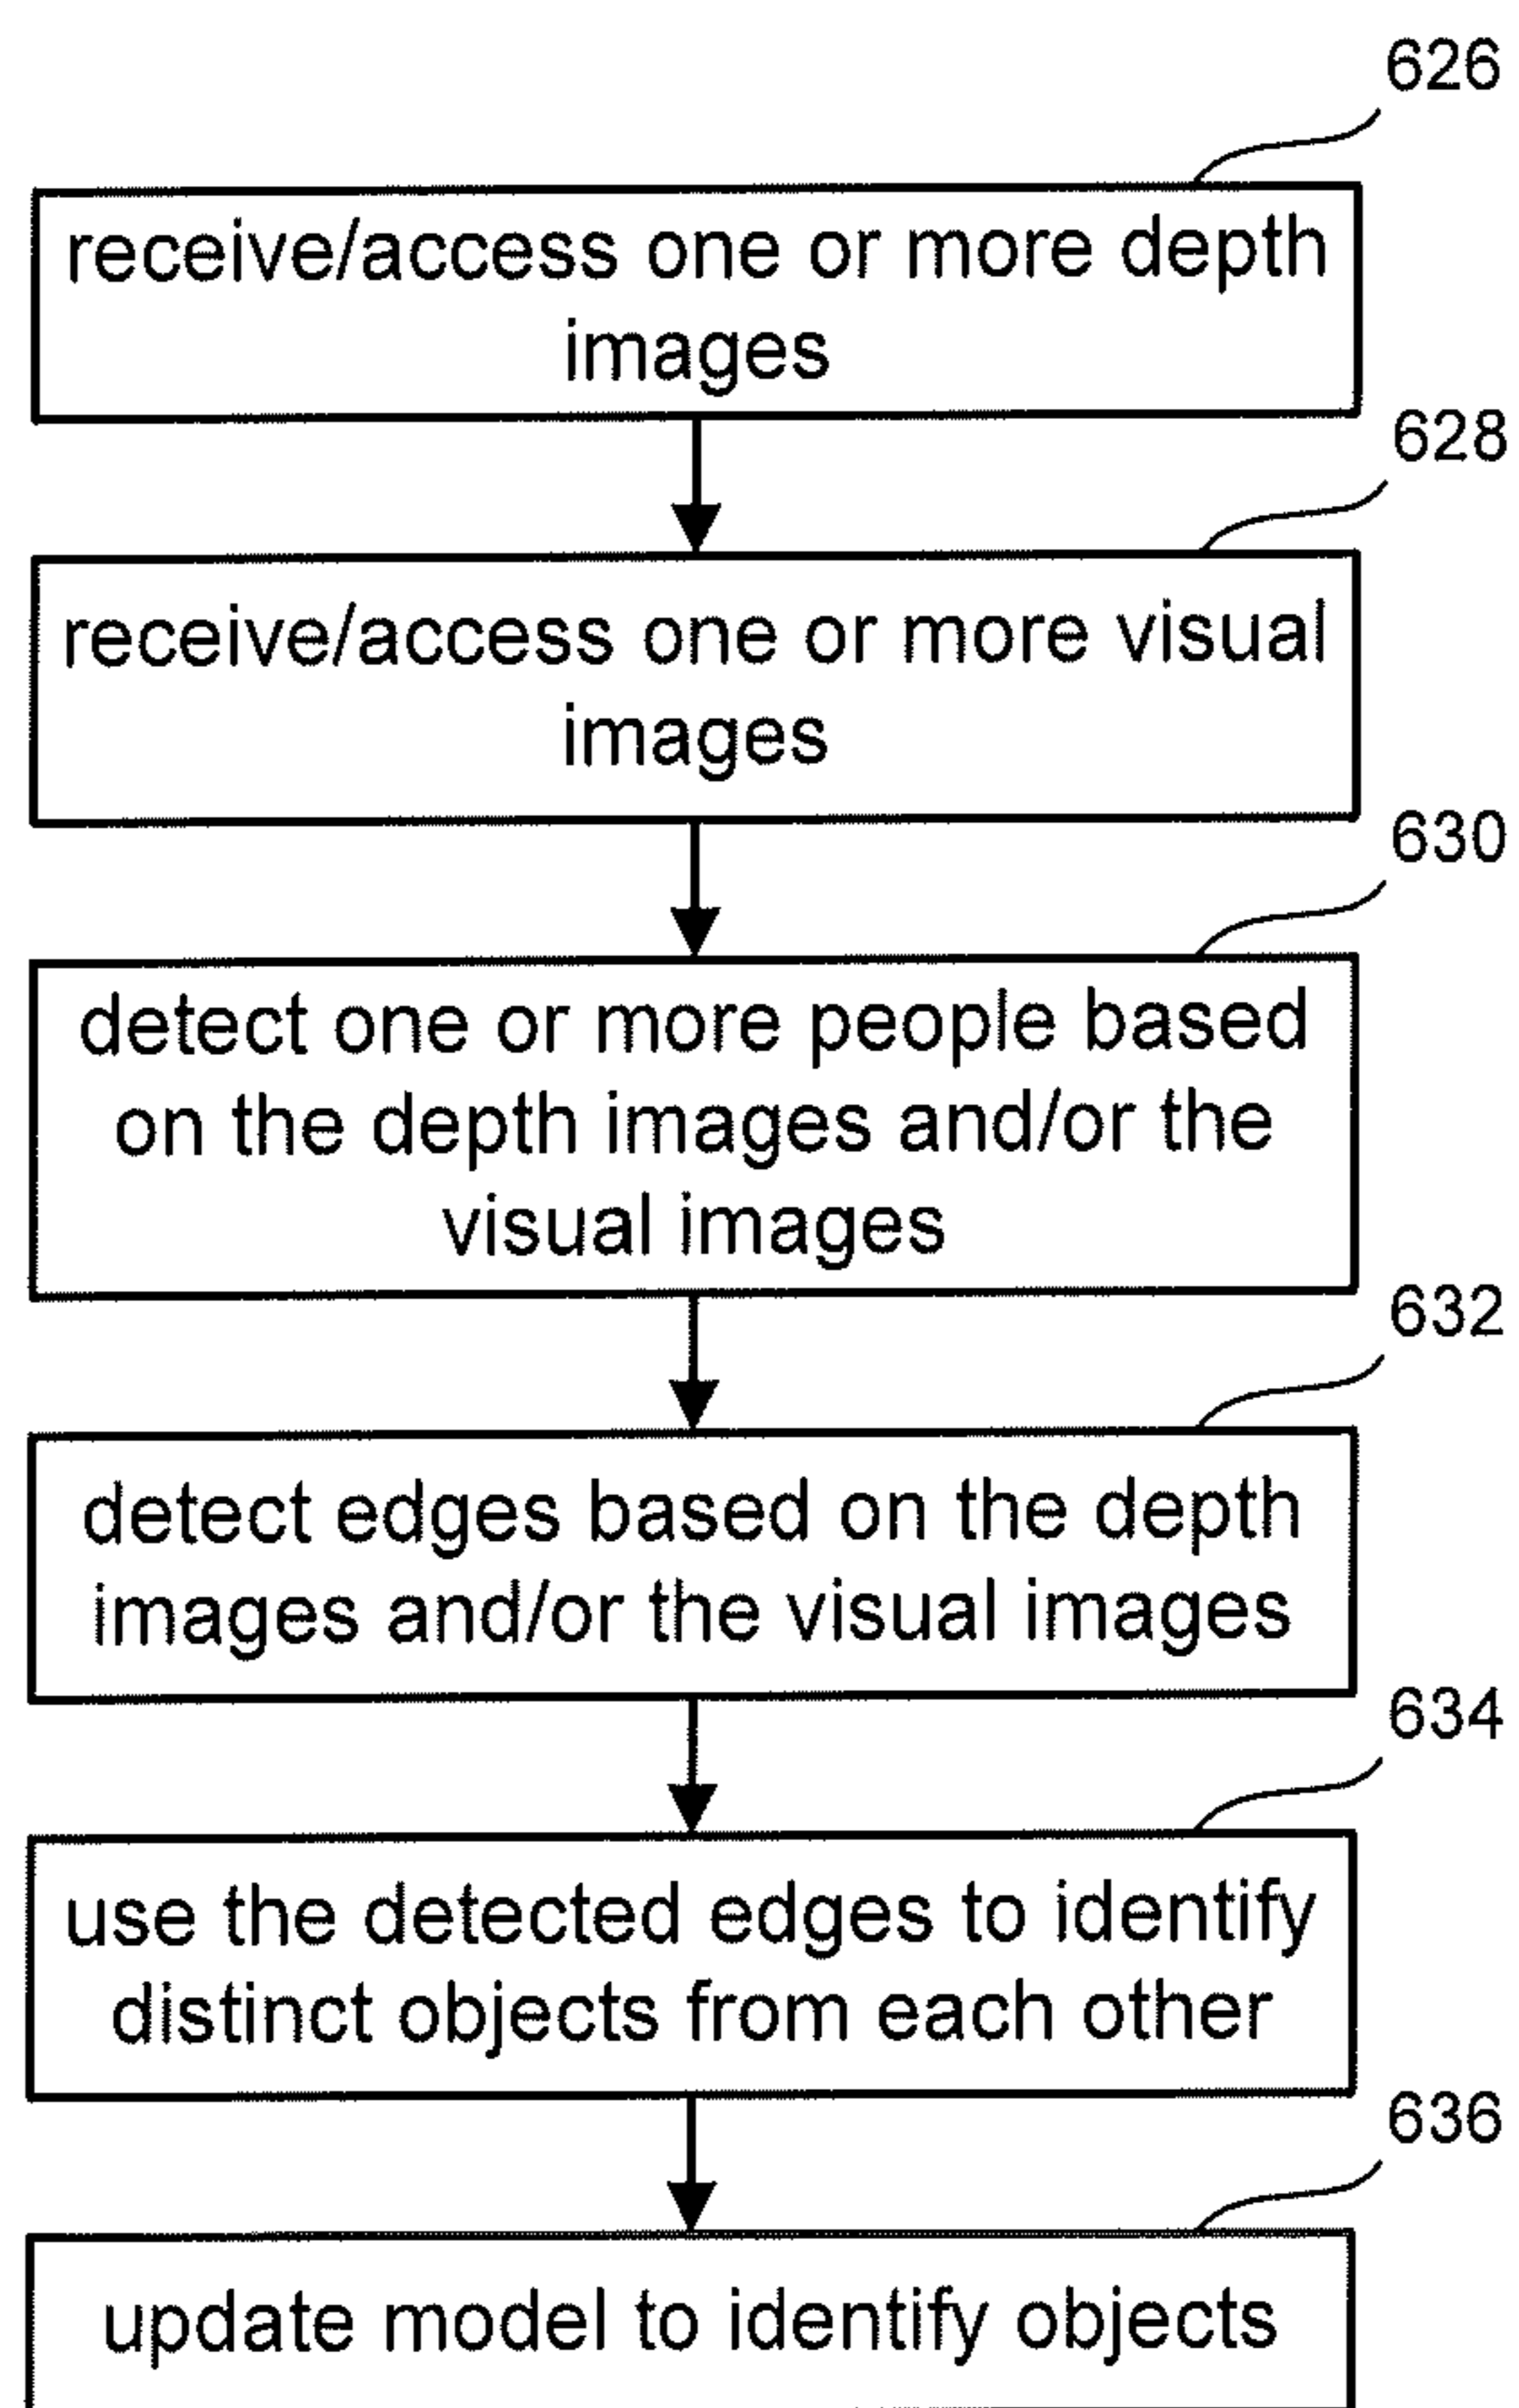 626
receive/access one or more depth
images
628
receive/access one or more visual
images
630
detect one or more people based
on the depth images and/or the
visual images
632
detect edges based on the depth
images and/or the visual images
634
use the detected edges to identify
distinct objects from each other
636
update model to identify objects